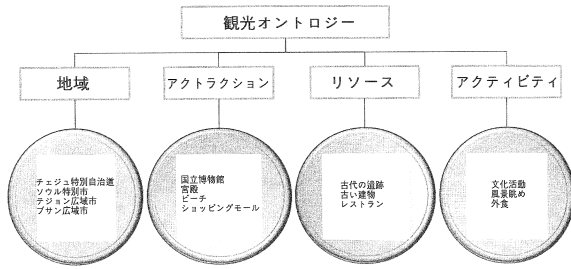 観光オントロジー
地域
アクトラクション
リソース
アクティビティ
チェジュ特別自治道
ソウル特別市
テジョン広域市
プサン広域市
国立博物館
宮殿
ビーチ
ショッピングモール
古代の遺跡
古い建物
レストラン
文化活動
風景眺め
外食